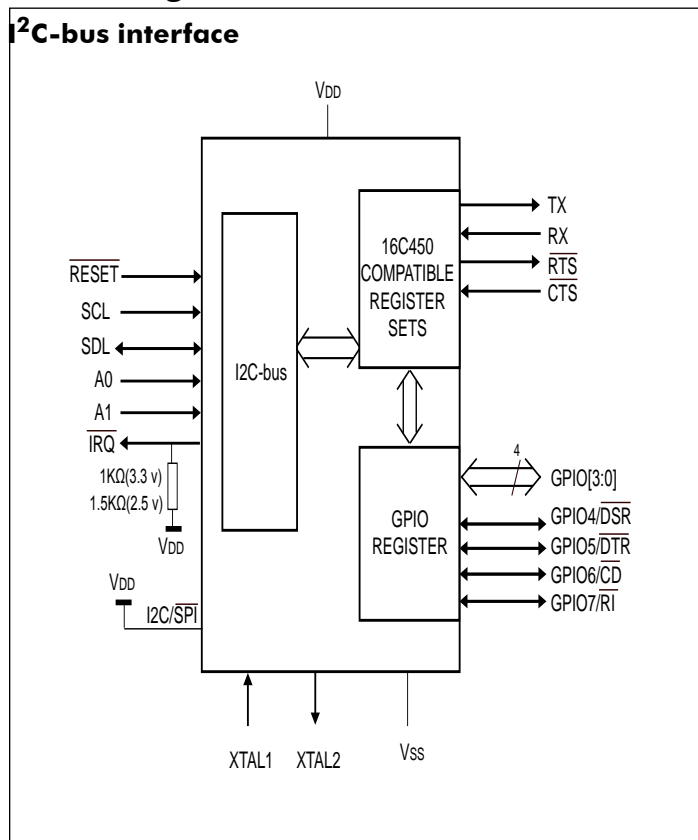 I²C-bus interface
VDD
RESET
SCL
SDL
A0
A1
IRQ
1KΩ(3.3 v)
1.5KΩ(2.5 v)
VDD
VDD
I2C/SPI
I2C-bus
16C450
COMPATIBLE
REGISTER
SETS
TX
RX
RTS
CTS
GPIO
REGISTER
4
GPIO[3:0]
GPIO4/DSR
GPIO5/DTR
GPIO6/CD
GPIO7/RI
XTAL1
XTAL2
Vss